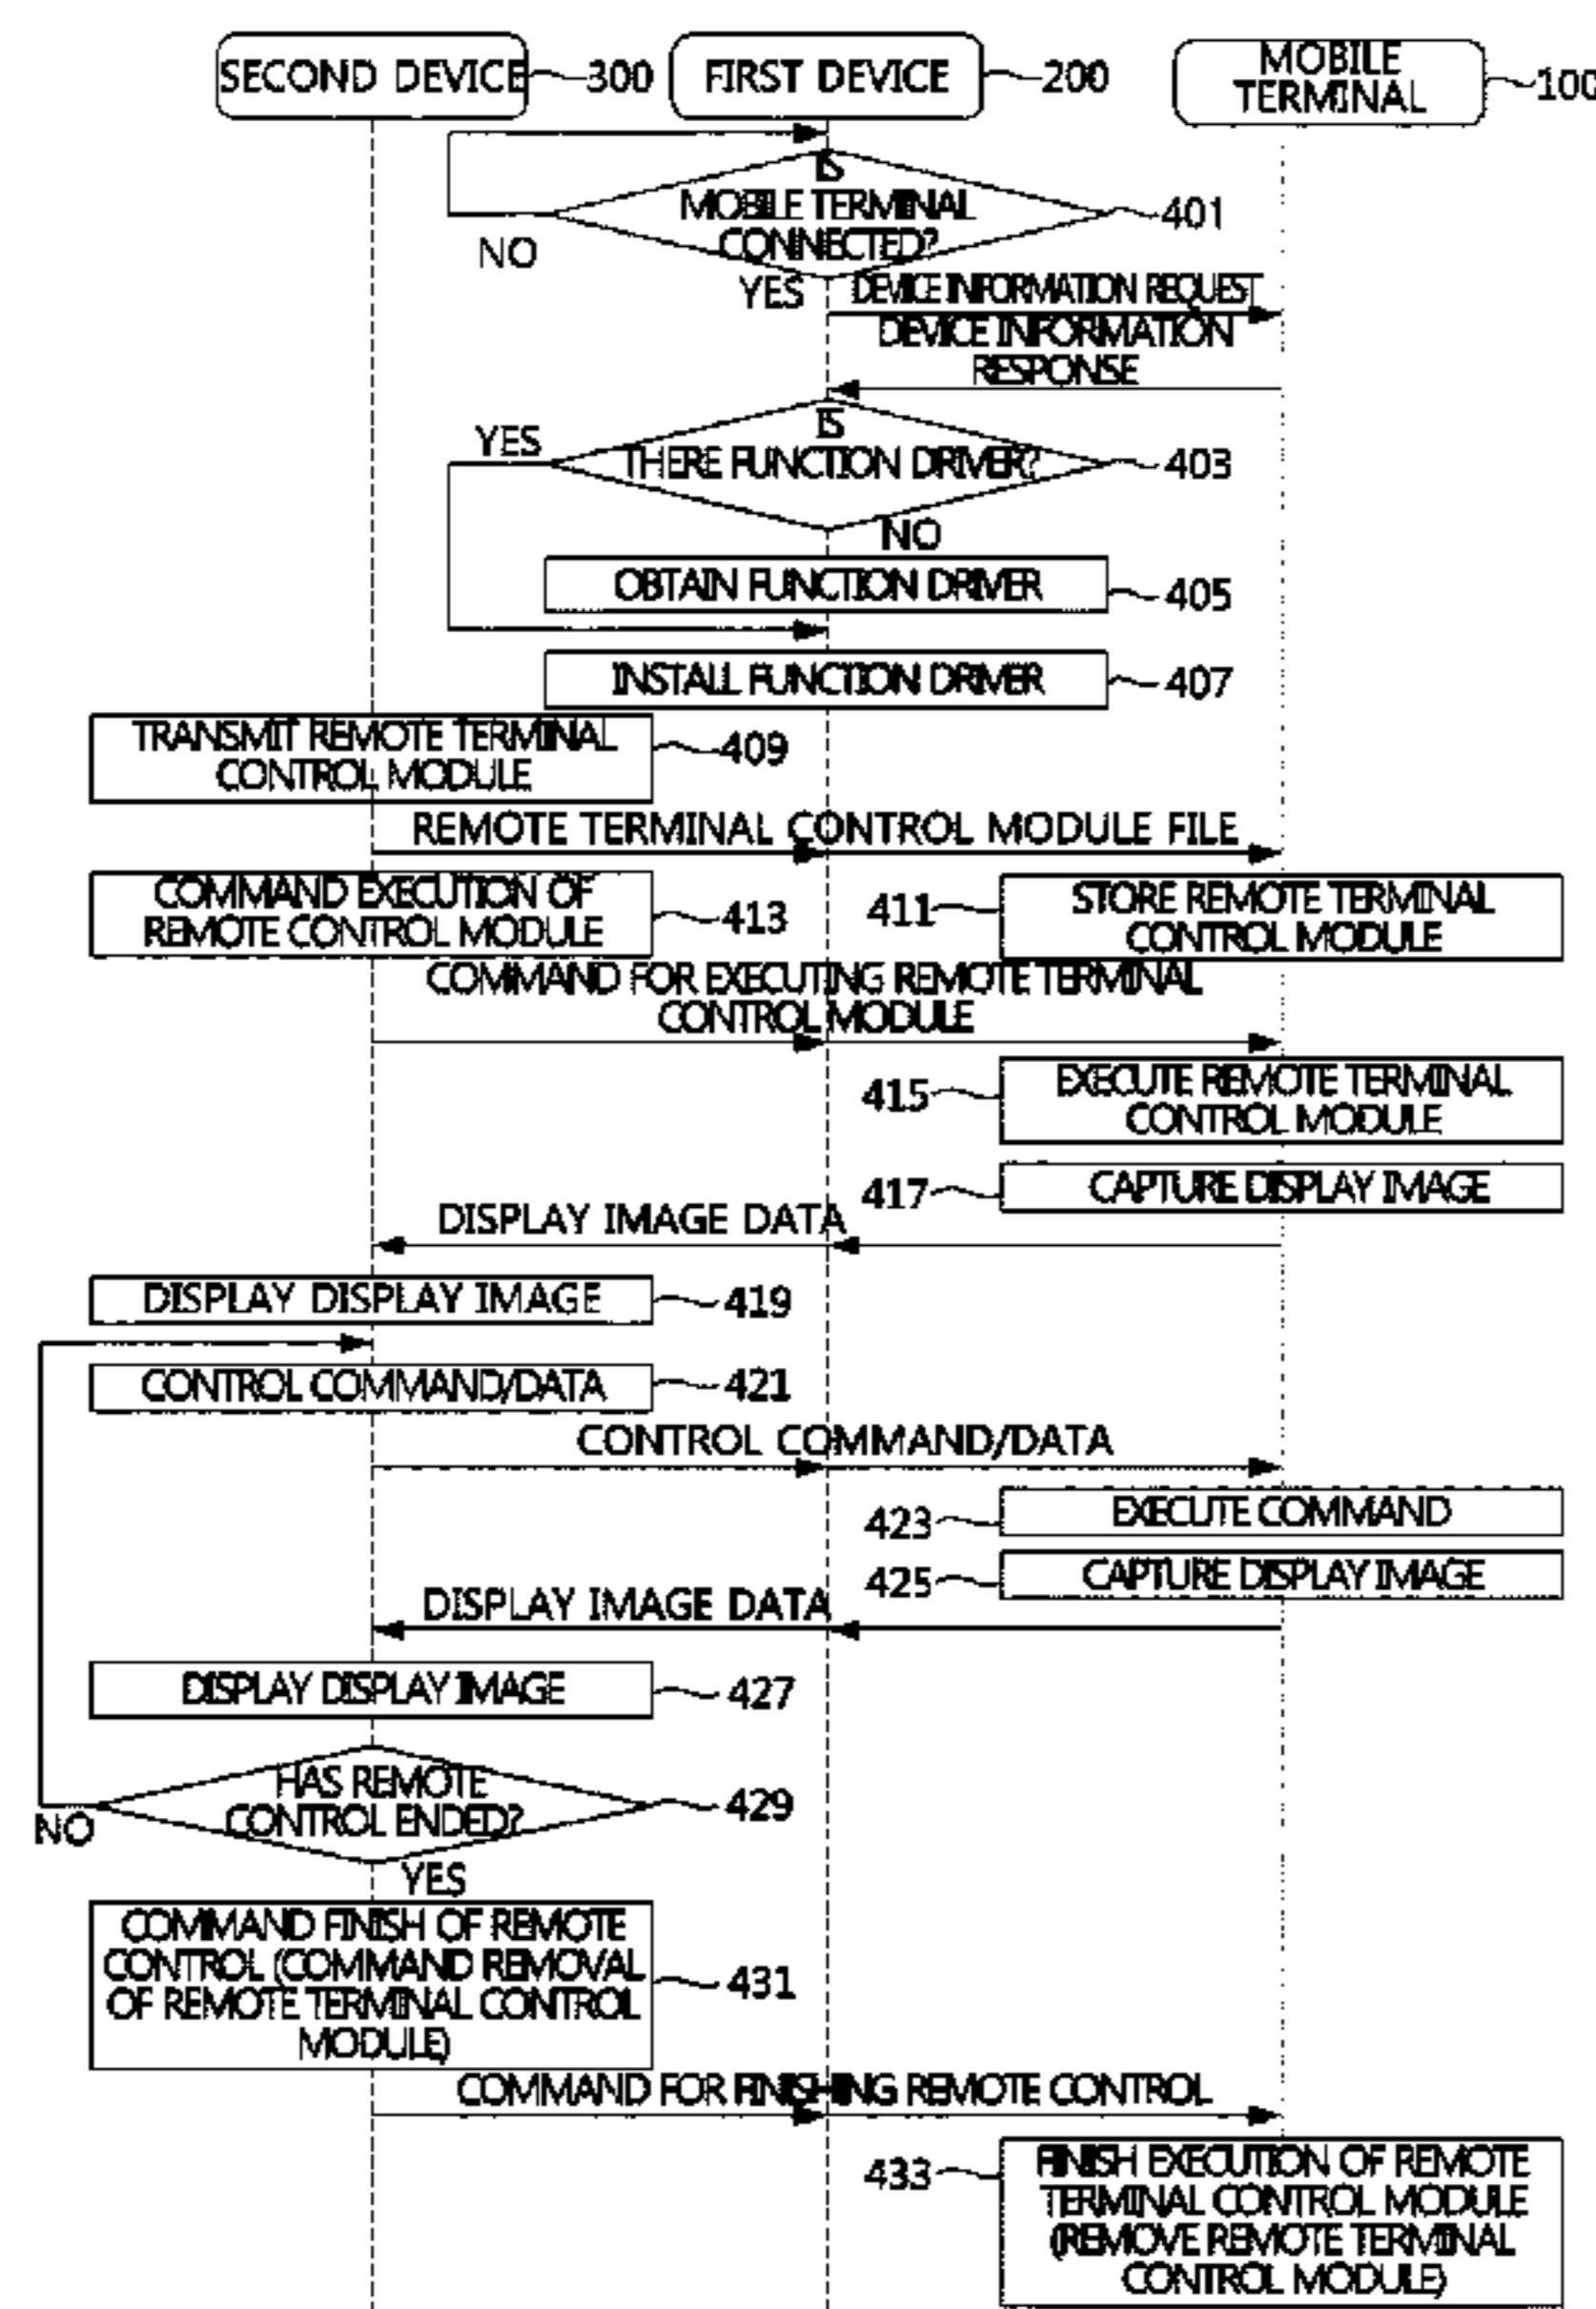 SECOND DEVICE
300
FIRST DEVICE
200
MOBILE
TERMINAL
100
IS
MOBILE TERMINAL
CONNECTED?
401
NO
YES
DEVICE INFORMATION REQUEST
DEVICE INFORMATION
RESPONSE
YES
IS
THERE FUNCTION DRIVER?
403
NO
OBTAIN FUNCTION DRIVER
405
INSTALL FUNCTION DRIVER
407
TRANSMIT REMOTE TERMINAL
CONTROL MODULE
409
REMOTE TERMINAL CONTROL MODULE FILE
COMMAND EXECUTION OF
REMOTE CONTROL MODULE
413
411
STORE REMOTE TERMINAL
CONTROL MODULE
COMMAND FOR EXECUTING REMOTE TERMINAL
CONTROL MODULE
415
EXECUTE REMOTE TERMINAL
CONTROL MODULE
417
CAPTURE DISPLAY IMAGE
DISPLAY IMAGE DATA
DISPLAY DISPLAY IMAGE
419
CONTROL COMMAND/DATA
421
CONTROL COMMAND/DATA
423
EXECUTE COMMAND
425
CAPTURE DISPLAY IMAGE
DISPLAY IMAGE DATA
DISPLAY DISPLAY IMAGE
427
HAS REMOTE
CONTROL ENDED?
429
NO
YES
COMMAND FINISH OF REMOTE
CONTROL (COMMAND REMOVAL
OF REMOTE TERMINAL CONTROL
MODULE)
431
COMMAND FOR FINISHING REMOTE CONTROL
433
FINISH EXECUTION OF REMOTE
TERMINAL CONTROL MODULE
(REMOVE REMOTE TERMINAL
CONTROL MODULE)